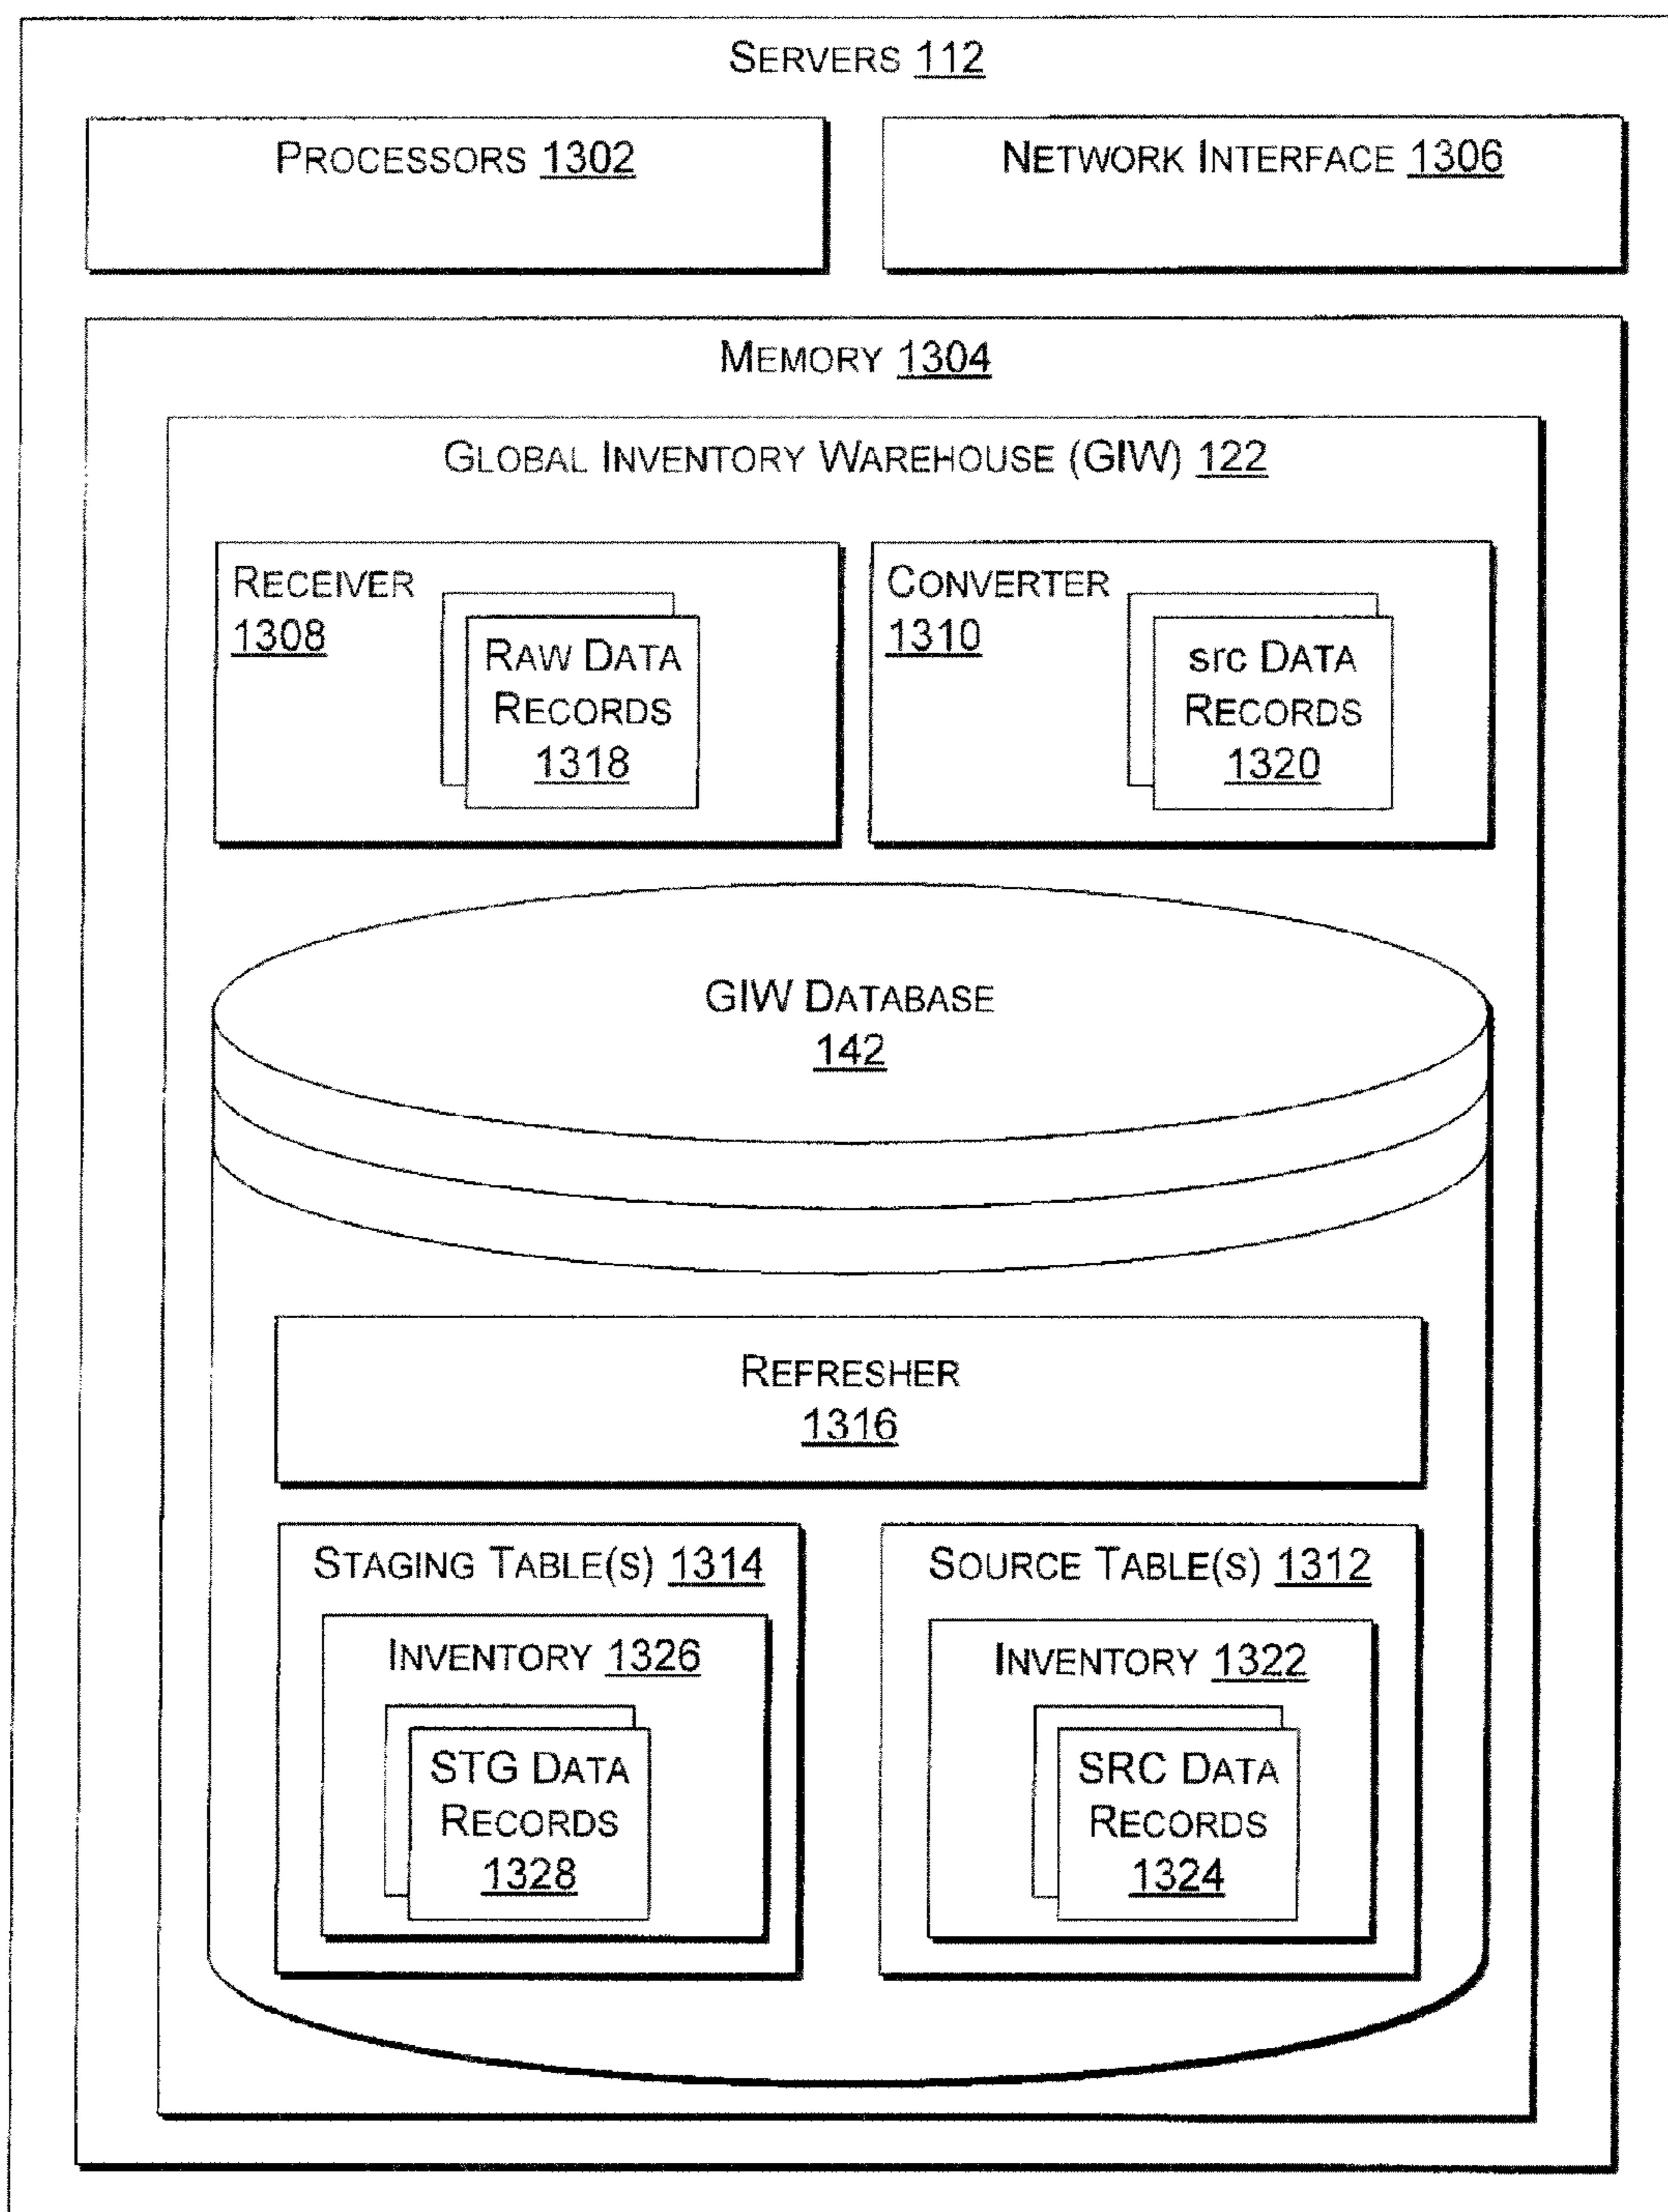 SERVERS 112
PROCESSORS 1302
NETWORK INTERFACE 1306
MEMORY 1304
GLOBAL INVENTORY WAREHOUSE (GIW) 122
RECEIVER
1308
RAW DATA
RECORDS
1318
CONVERTER
1310
src DATA
RECORDS
1320
GIW DATABASE
142
REFRESHER
1316
STAGING TABLE(S) 1314
INVENTORY 1326
STG DATA
RECORDS
1328
SOURCE TABLE(S) 1312
INVENTORY 1322
SRC DATA
RECORDS
1324